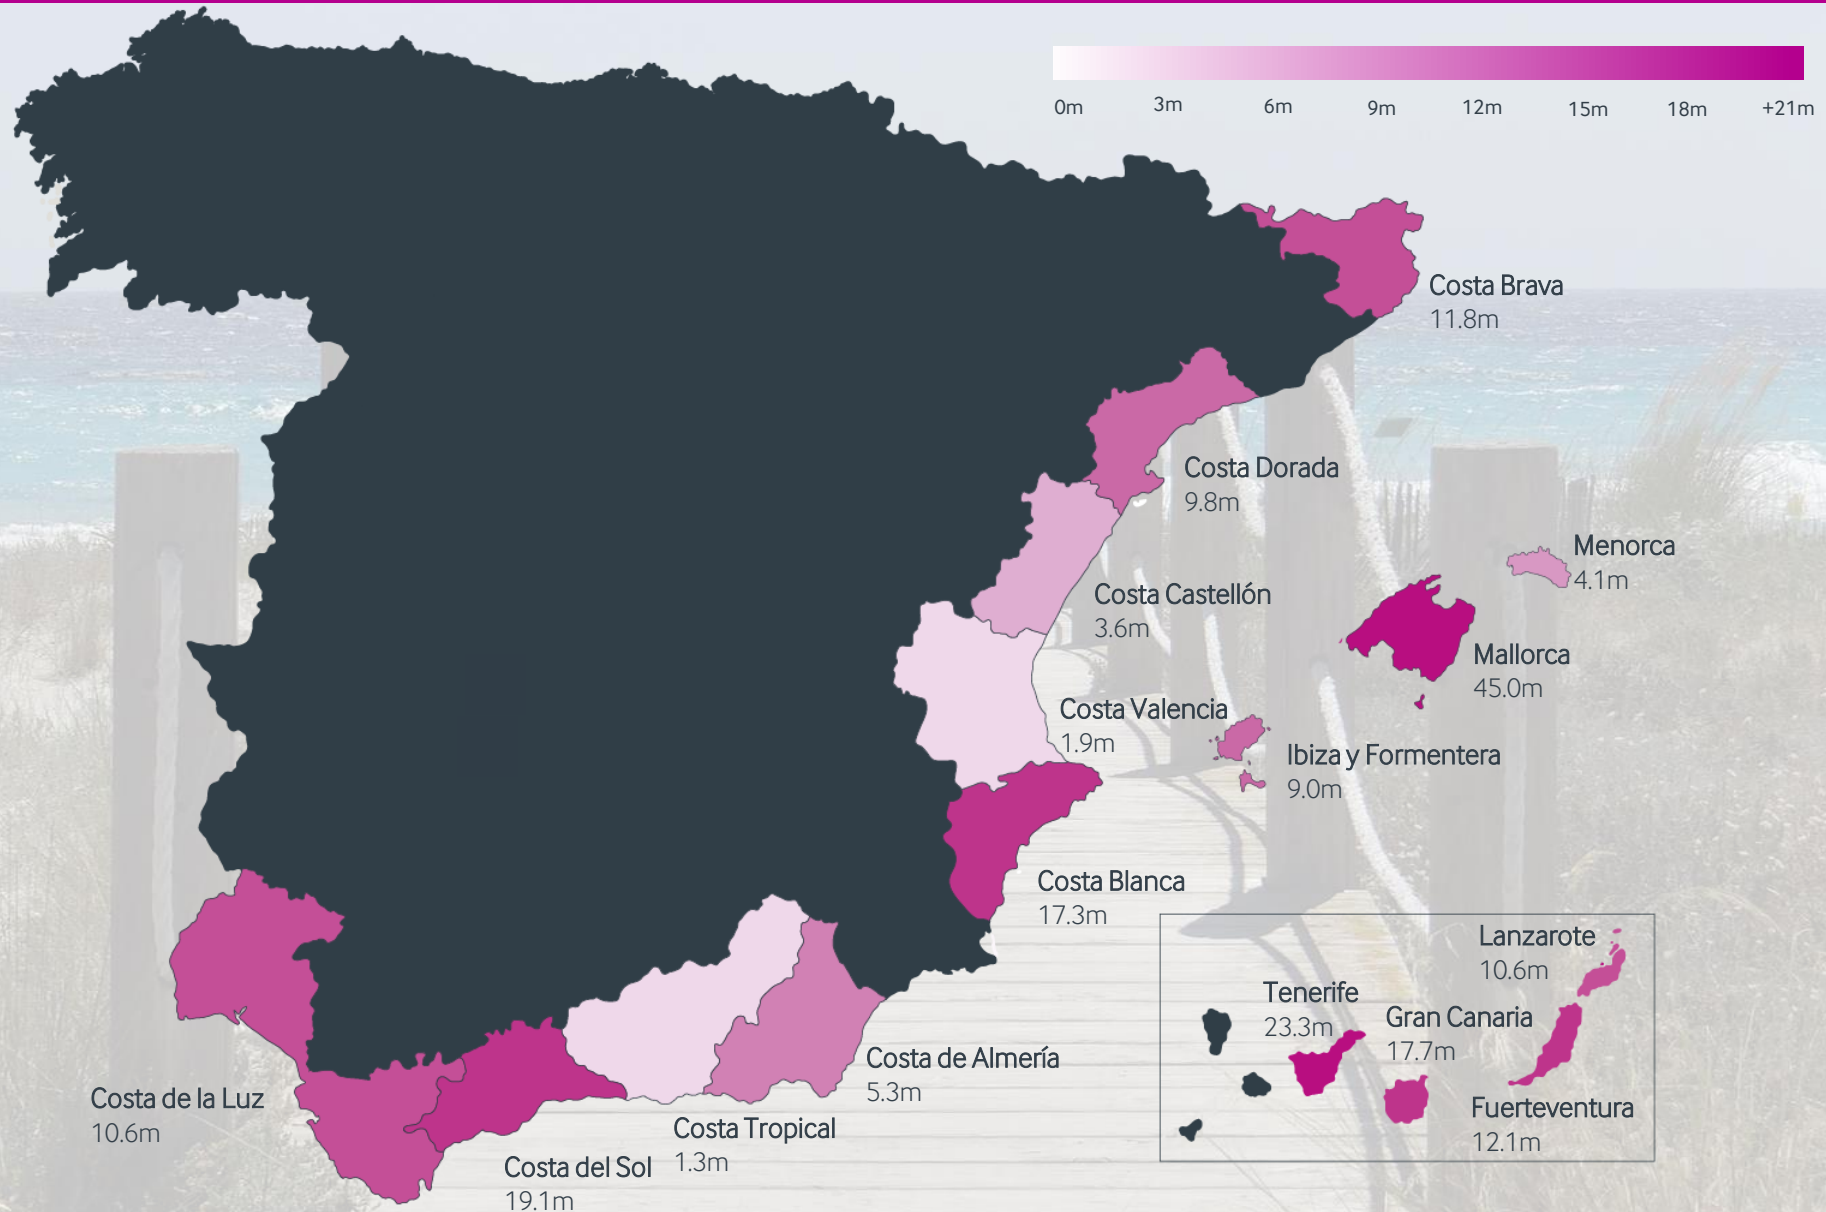 0m 3m 6m 9m 12m 15m 18m +21m
Costa Brava
11.8m
Costa Dorada
9.8m
Menorca
4.1m
Costa Castellón
3.6m
Mallorca
45.0m
Costa Valencia
1.9m
Ibiza y Formentera
9.0m
Costa Blanca
17.3m
Lanzarote
10.6m
Tenerife
23.3m
Gran Canaria
17.7m
Fuerteventura
12.1m
Costa de Almería
5.3m
Costa de la Luz
10.6m
Costa Tropical
1.3m
Costa del Sol
19.1m